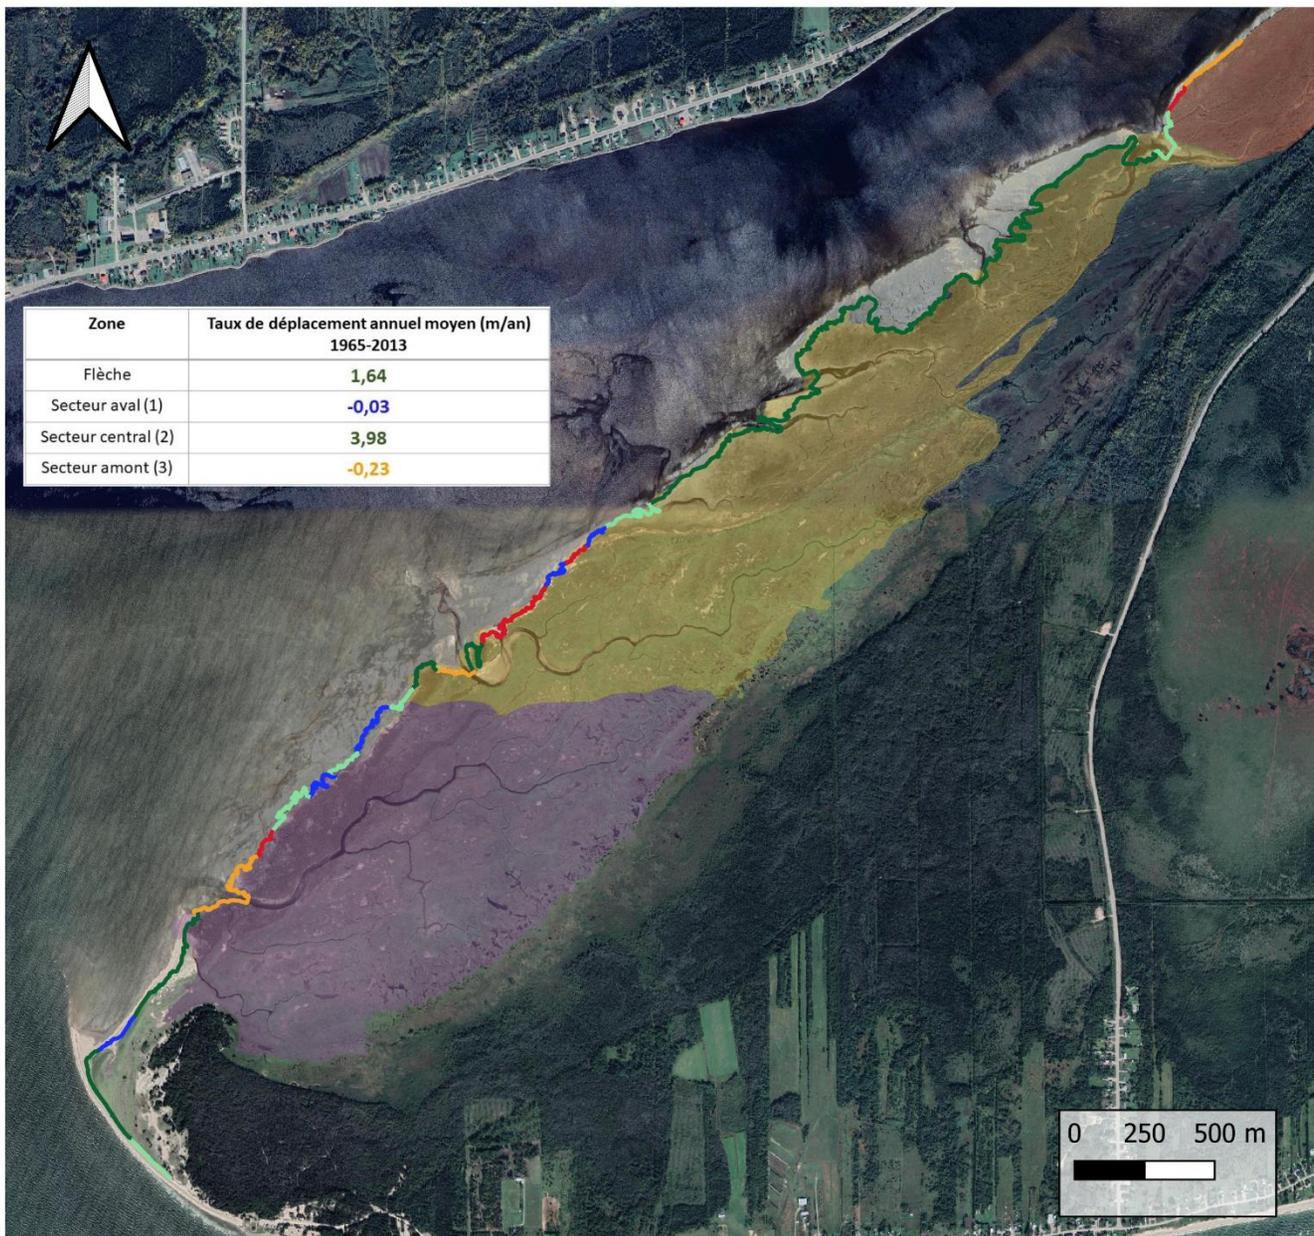 Zone Taux de déplacement annuel moyen (m/an)
1965-2013
Flèche 1,64
Secteur aval (1) -0,03
Secteur central (2) 3,98
Secteur amont (3) -0,23
0 250 500 m